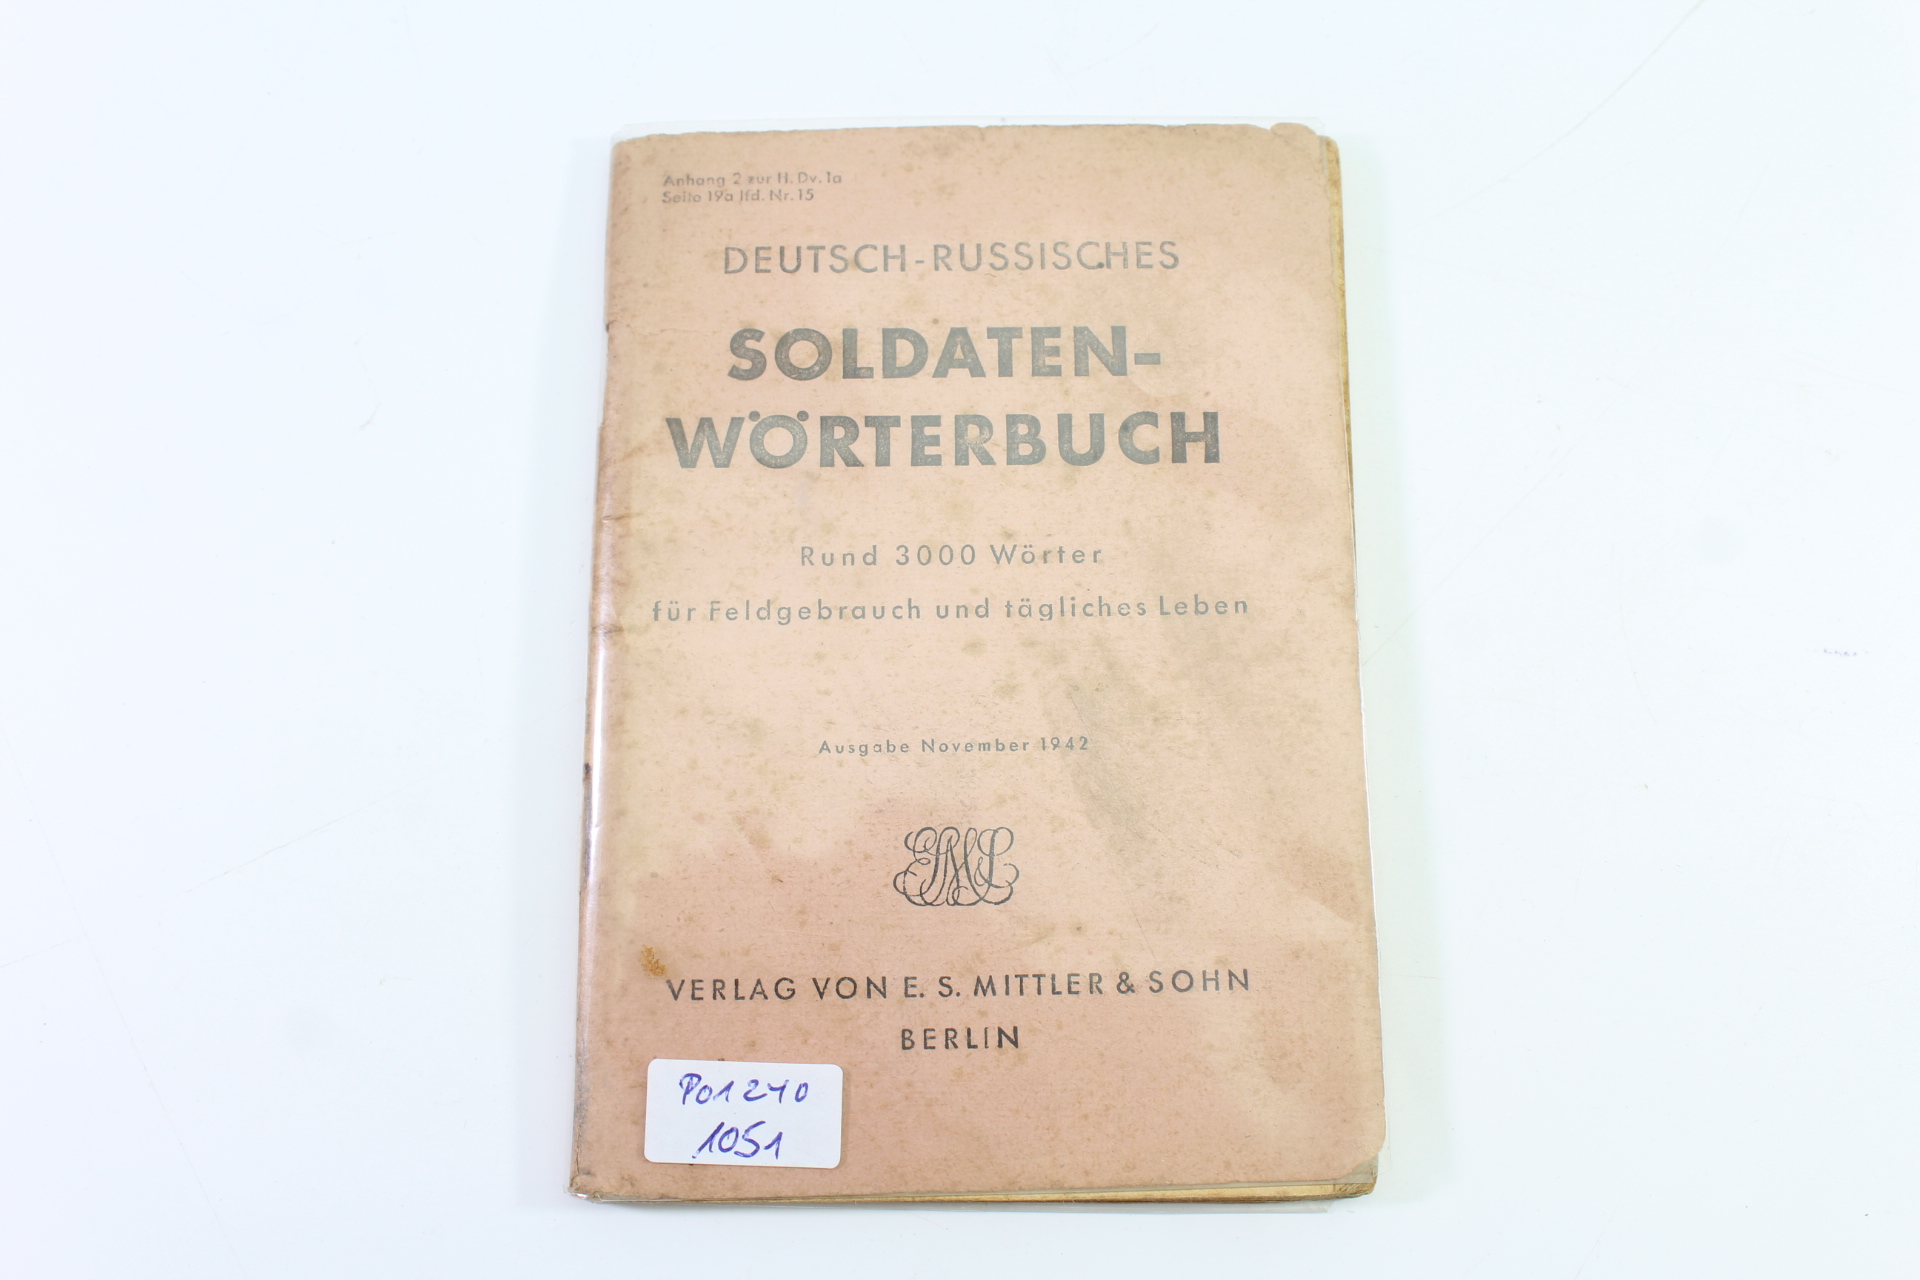 Anhang 2 zur H. Dv. 1a
Seite 19a lfd. Nr. 15
DEUTSCH-RUSSISCHES
SOLDATEN-
WÖRTERBUCH
Rund 3000 Wörter
für Feldgebrauch und tägliches Leben
Ausgabe November 1942
VERLAG VON E. S. MITTLER & SOHN
BERLIN
P01240
1051